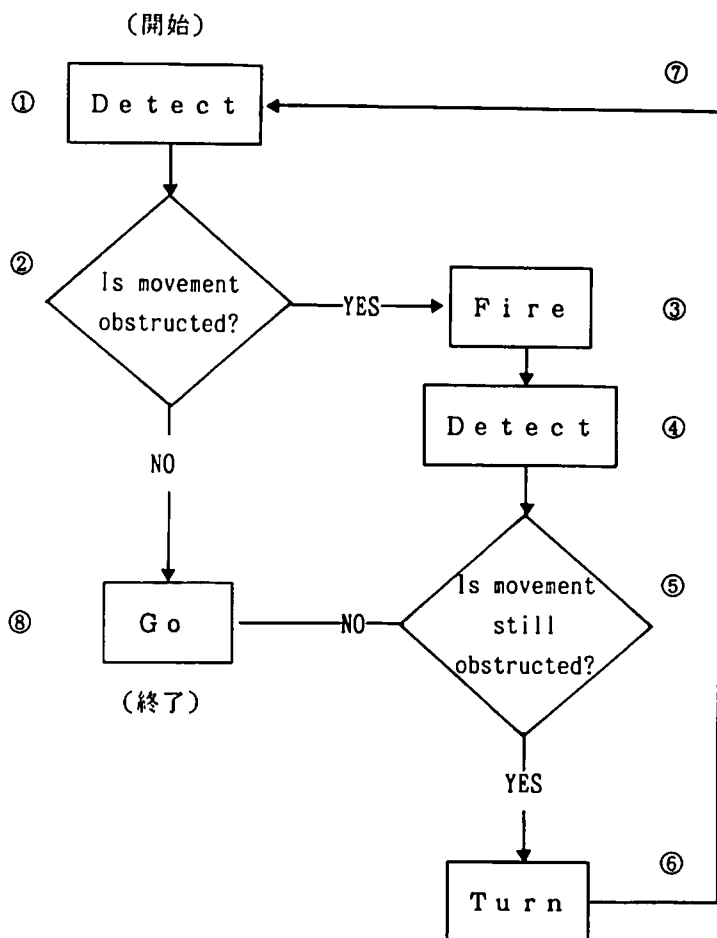 (開始)
⑦
① Detect
②
Is movement
obstructed?
YES
Fire
③
Detect
④
NO
Is movement
still
obstructed?
⑤
⑧
Go
NO
(終了)
YES
⑥
Turn